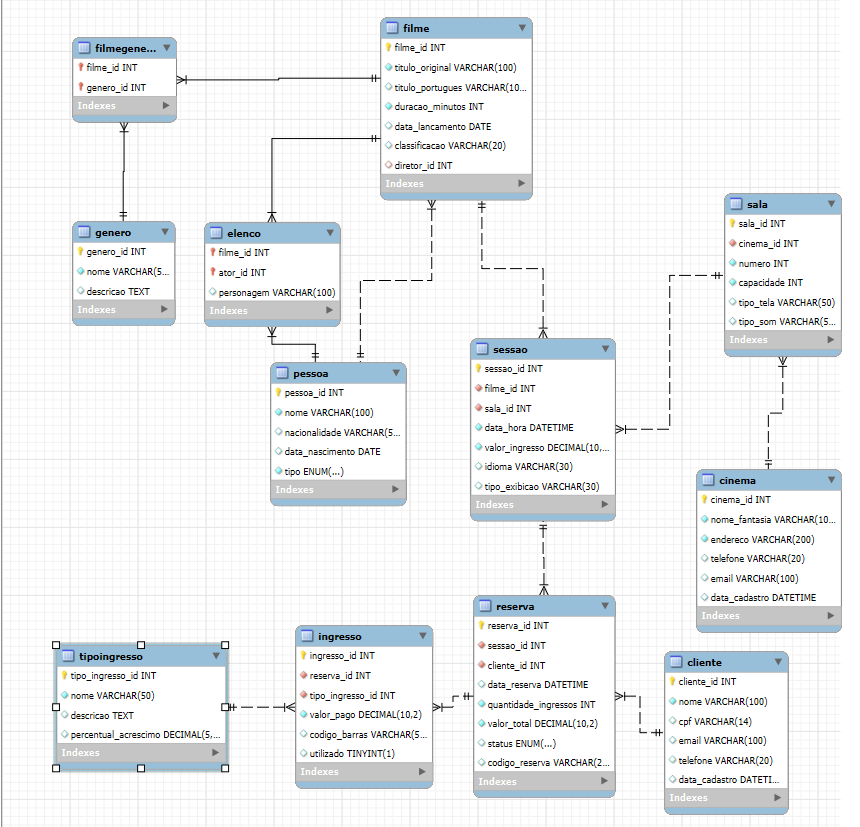 filmegene...
filme_id INT
genero_id INT
Indexes
filme
filme_id INT
titulo_original VARCHAR(100)
titulo_portugues VARCHAR(10...
duracao_minutos INT
data_lancamento DATE
classificacao VARCHAR(20)
diretor_id INT
Indexes
genero
genero_id INT
nome VARCHAR(5...
descricao TEXT
Indexes
elenco
filme_id INT
ator_id INT
personagem VARCHAR(100)
Indexes
sala
sala_id INT
cinema_id INT
numero INT
capacidade INT
tipo_tela VARCHAR(50)
tipo_som VARCHAR(5...
Indexes
pessoa
pessoa_id INT
nome VARCHAR(100)
nacionalidade VARCHAR(5...
data_nascimento DATE
tipo ENUM(...)
Indexes
sessao
sessao_id INT
filme_id INT
sala_id INT
data_hora DATETIME
valor_ingresso DECIMAL(10,...
idioma VARCHAR(30)
tipo_exibicao VARCHAR(30)
Indexes
cinema
cinema_id INT
nome_fantasia VARCHAR(10...
endereco VARCHAR(200)
telefone VARCHAR(20)
email VARCHAR(100)
data_cadastro DATETIME
Indexes
tipoingresso
tipo_ingresso_id INT
nome VARCHAR(50)
descricao TEXT
percentual_acrescimo DECIMAL(5,...
Indexes
ingresso
ingresso_id INT
reserva_id INT
tipo_ingresso_id INT
valor_pago DECIMAL(10,2)
codigo_barras VARCHAR(5...
utilizado TINYINT(1)
Indexes
reserva
reserva_id INT
sessao_id INT
cliente_id INT
data_reserva DATETIME
quantidade_ingressos INT
valor_total DECIMAL(10,2)
status ENUM(...)
codigo_reserva VARCHAR(2...
Indexes
cliente
cliente_id INT
nome VARCHAR(100)
cpf VARCHAR(14)
email VARCHAR(100)
telefone VARCHAR(20)
data_cadastro DATETI...
Indexes